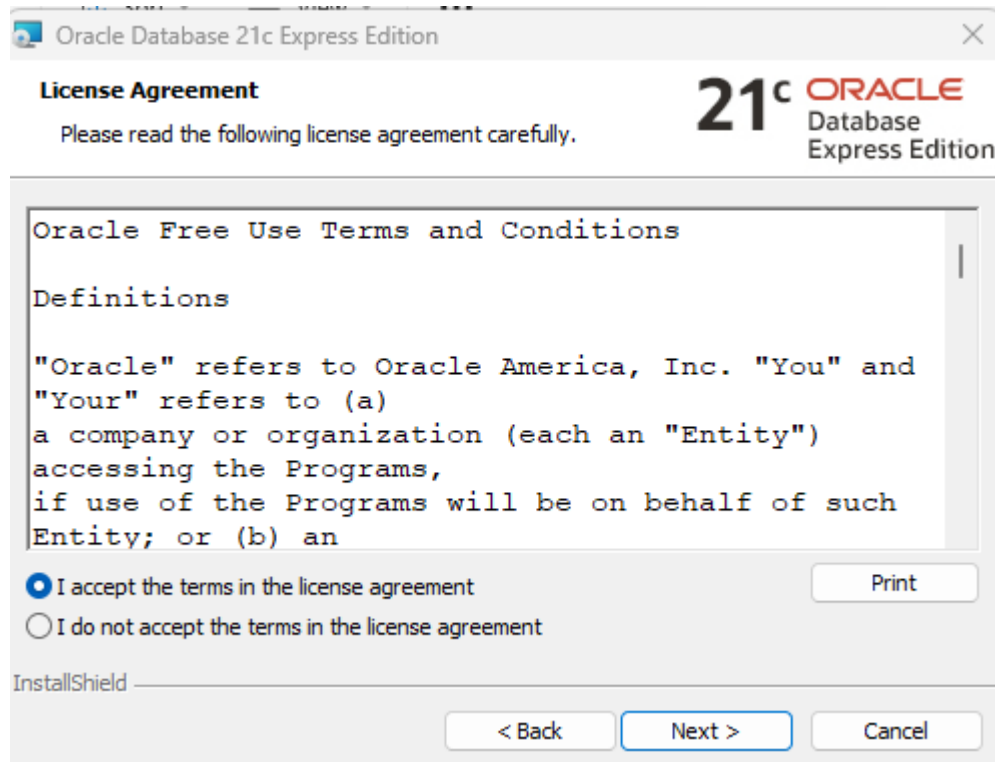 Oracle Database 21c Express Edition
License Agreement
Please read the following license agreement carefully.
21c ORACLE
Database
Express Edition
Oracle Free Use Terms and Conditions
Definitions
"Oracle" refers to Oracle America, Inc. "You" and
"Your" refers to (a)
a company or organization (each an "Entity")
accessing the Programs,
if use of the Programs will be on behalf of such
Entity; or (b) an
I accept the terms in the license agreement
Print
I do not accept the terms in the license agreement
InstallShield
< Back
Next >
Cancel